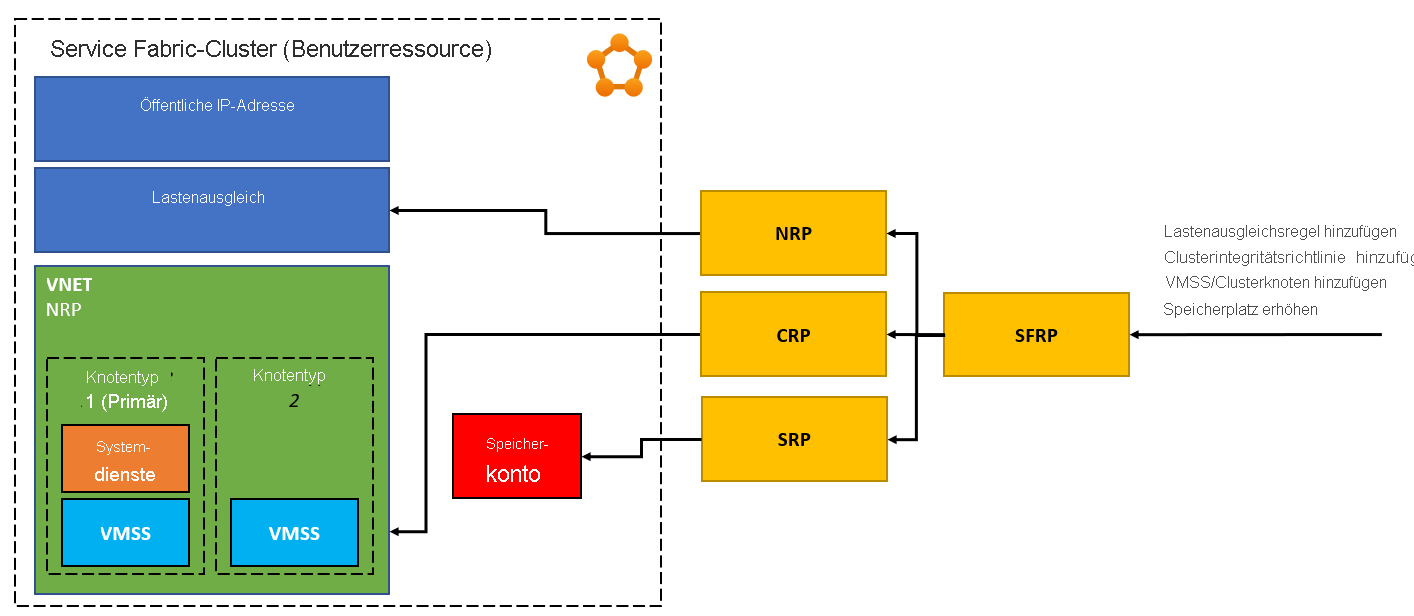 Service Fabric-Cluster (Benutzerressource)
Öffentliche IP-Adresse
Lastenausgleich
VNET
NRP
Knotentyp
1 (Primär)
System-
dienste
VMSS
Knotentyp
2
VMSS
Speicher-
konto
NRP
CRP
SRP
SFRP
Lastenausgleichsregel hinzufügen
Clusterintegritätsrichtlinie hinzufüg
VMSS/Clusterknoten hinzufügen
Speicherplatz erhöhen